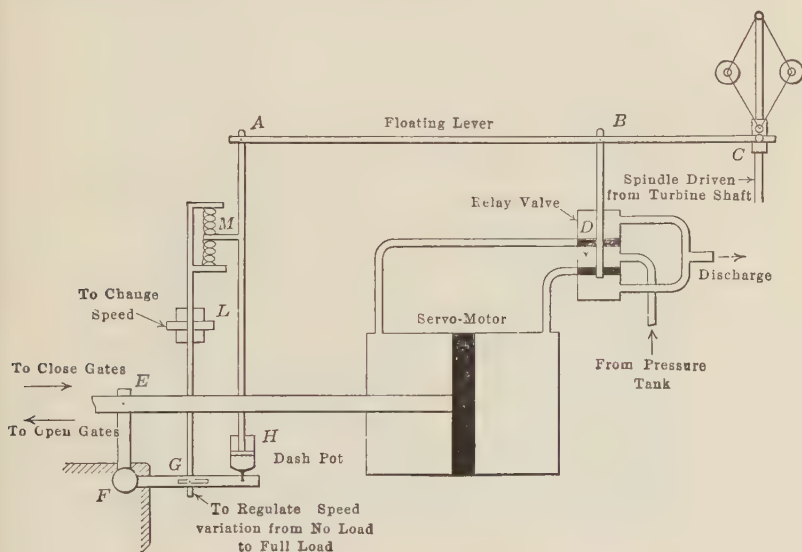 A
Floating Lever
B
C
Spindle Driven
from Turbine Shaft
Relay Valve
D
M
Discharge
To Change
Speed
L
Servo-Motor
From Pressure
Tank
To Close Gates
E
To Open Gates
H
Dash Pot
G
F
To Regulate Speed
variation from No Load
to Full Load